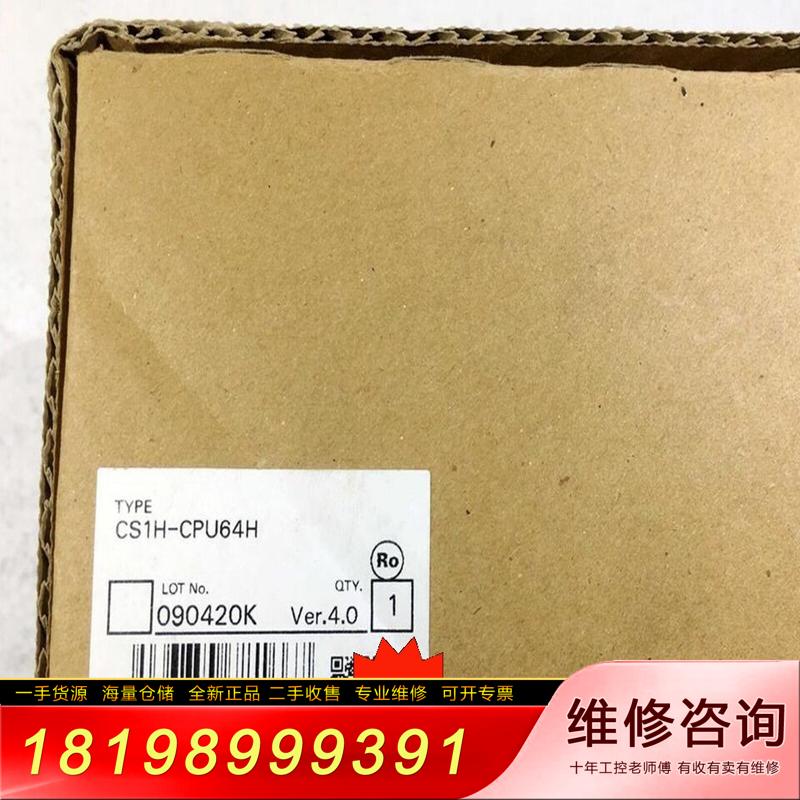 TYPE
CS1H-CPU64H
Ro
LOT No. QTY.
090420K Ver.4.0 1
一手货源 海量仓储 全新正品 二手收售 专业维修 可开专票
18198999391
维修咨询
十年工控老师傅 有收有卖有维修